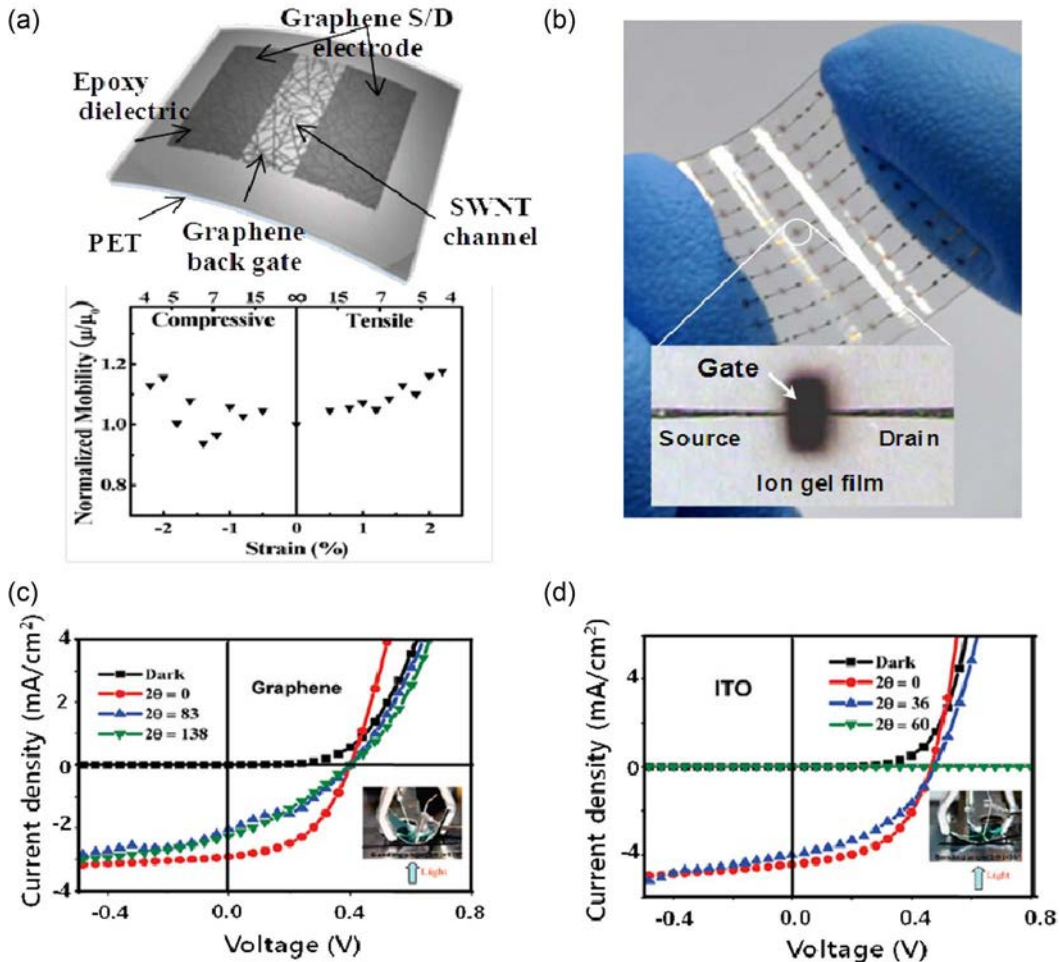 (a)
Graphene S/D
electrode
Epoxy
dielectric
PET
Graphene
back gate
SWNT
channel
4 5 7 15 ∞ 15 7 5 4
Compressive Tensile
Normalized Mobility (μ/μ₀)
1.2
1.0
0.8
-2 -1 0 1 2
Strain (%)
(b)
Gate
Source Drain
Ion gel film
(c)
Current density (mA/cm²)
4
2
0
-2
-4
Dark
2θ = 0
2θ = 83
2θ = 138
Graphene
Light
-0.4 0.0 0.4 0.8
Voltage (V)
(d)
Current density (mA/cm²)
4
0
-4
ITO
Dark
2θ = 0
2θ = 36
2θ = 60
Light
-0.4 0.0 0.4 0.8
Voltage (V)